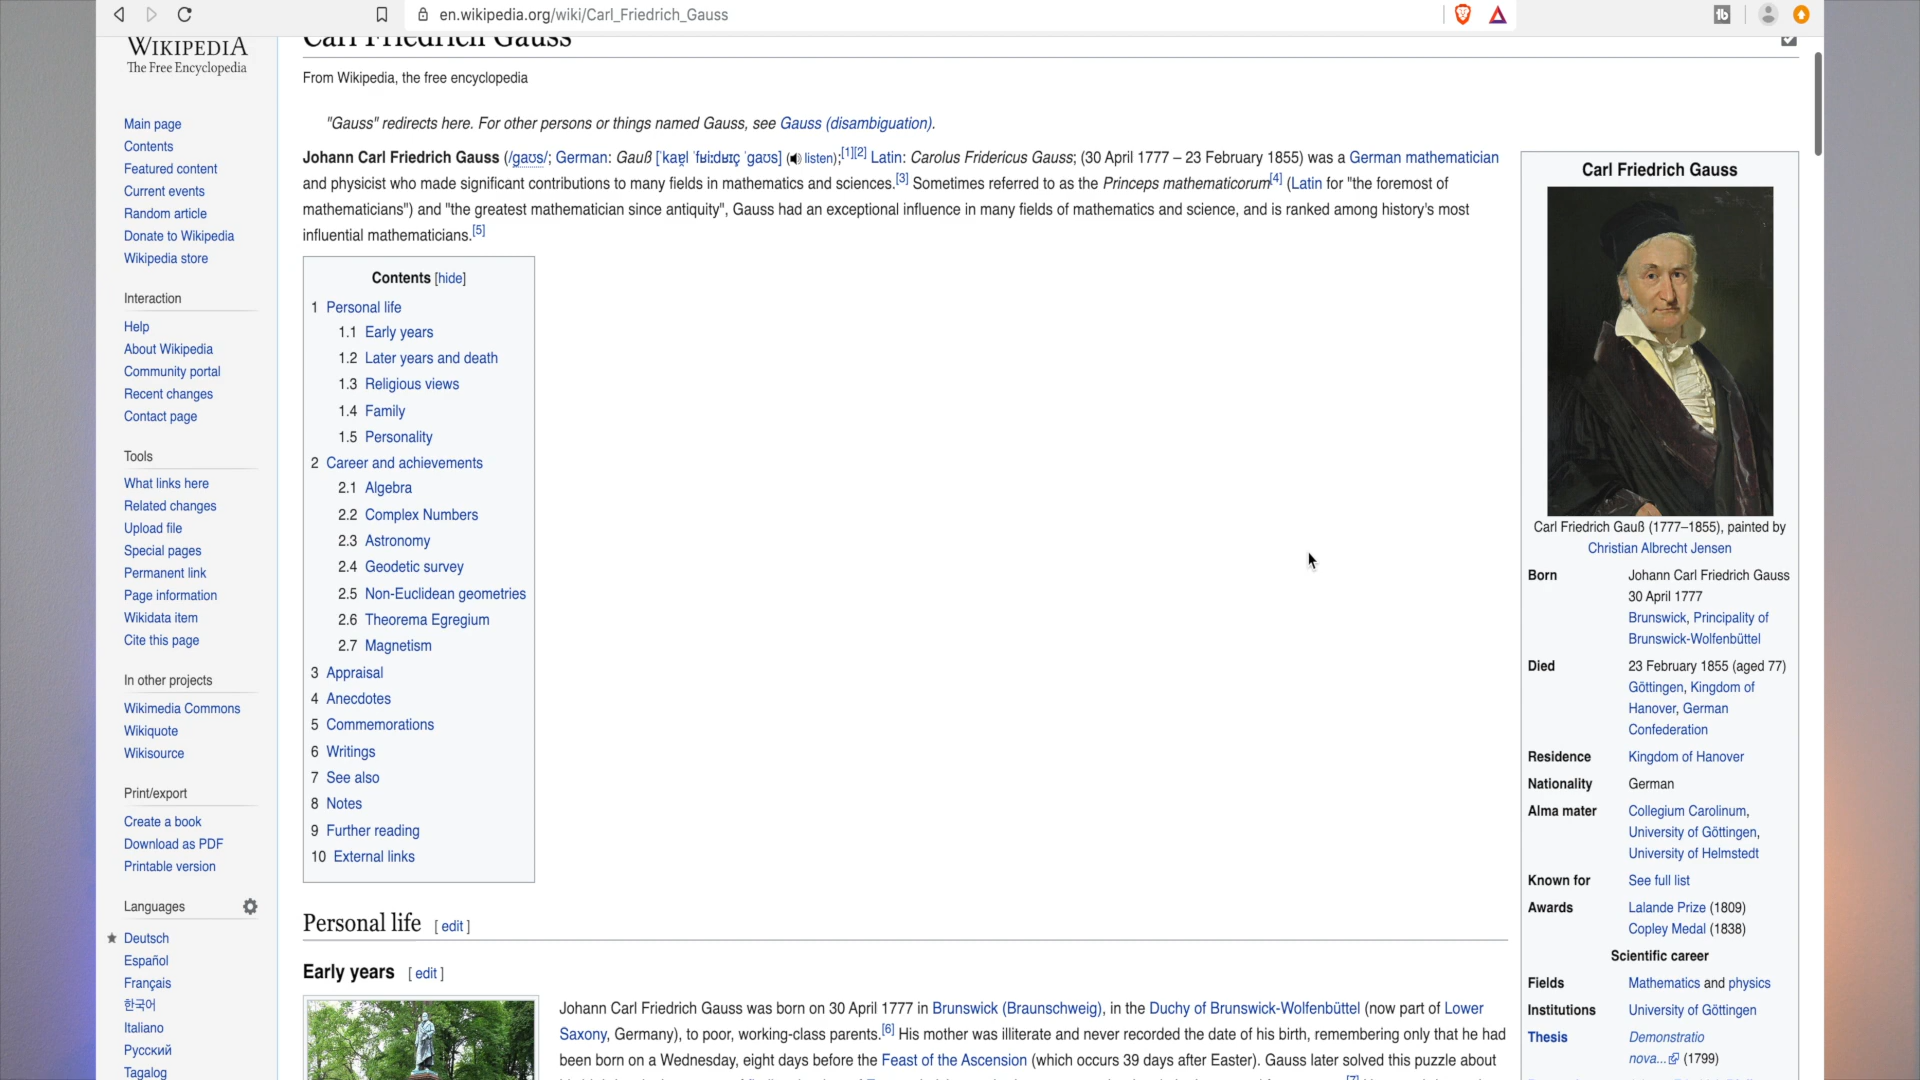 en.wikipedia.org/wiki/Carl_Friedrich_Gauss
WIKIPEDIA
The Free Encyclopedia
Main page
Contents
Featured content
Current events
Random article
Donate to Wikipedia
Wikipedia store
Interaction
Help
About Wikipedia
Community portal
Recent changes
Contact page
Tools
What links here
Related changes
Upload file
Special pages
Permanent link
Page information
Wikidata item
Cite this page
In other projects
Wikimedia Commons
Wikiquote
Wikisource
Print/export
Create a book
Download as PDF
Printable version
Languages
Deutsch
Español
Français
한국어
Italiano
Русский
Tagalog
Carl Friedrich Gauss
From Wikipedia, the free encyclopedia
"Gauss" redirects here. For other persons or things named Gauss, see Gauss (disambiguation).
Johann Carl Friedrich Gauss (/ɡaʊs/; German: Gauß [ˈkaɐ̯l ˈfʁiːdʁɪç ˈɡaʊs] (listen);[1][2] Latin: Carolus Fridericus Gauss; (30 April 1777 – 23 February 1855) was a German mathematician
and physicist who made significant contributions to many fields in mathematics and sciences.[3] Sometimes referred to as the Princeps mathematicorum[4] (Latin for "the foremost of
mathematicians") and "the greatest mathematician since antiquity", Gauss had an exceptional influence in many fields of mathematics and science, and is ranked among history's most
influential mathematicians.[5]
Contents [hide]
1 Personal life
1.1 Early years
1.2 Later years and death
1.3 Religious views
1.4 Family
1.5 Personality
2 Career and achievements
2.1 Algebra
2.2 Complex Numbers
2.3 Astronomy
2.4 Geodetic survey
2.5 Non-Euclidean geometries
2.6 Theorema Egregium
2.7 Magnetism
3 Appraisal
4 Anecdotes
5 Commemorations
6 Writings
7 See also
8 Notes
9 Further reading
10 External links
Personal life [ edit ]
Early years [ edit ]
Johann Carl Friedrich Gauss was born on 30 April 1777 in Brunswick (Braunschweig), in the Duchy of Brunswick-Wolfenbüttel (now part of Lower
Saxony, Germany), to poor, working-class parents.[6] His mother was illiterate and never recorded the date of his birth, remembering only that he had
been born on a Wednesday, eight days before the Feast of the Ascension (which occurs 39 days after Easter). Gauss later solved this puzzle about
Carl Friedrich Gauss
Carl Friedrich Gauß (1777–1855), painted by
Christian Albrecht Jensen
Born Johann Carl Friedrich Gauss
30 April 1777
Brunswick, Principality of
Brunswick-Wolfenbüttel
Died 23 February 1855 (aged 77)
Göttingen, Kingdom of
Hanover, German
Confederation
Residence Kingdom of Hanover
Nationality German
Alma mater Collegium Carolinum,
University of Göttingen,
University of Helmstedt
Known for See full list
Awards Lalande Prize (1809)
Copley Medal (1838)
Scientific career
Fields Mathematics and physics
Institutions University of Göttingen
Thesis Demonstratio
nova... (1799)